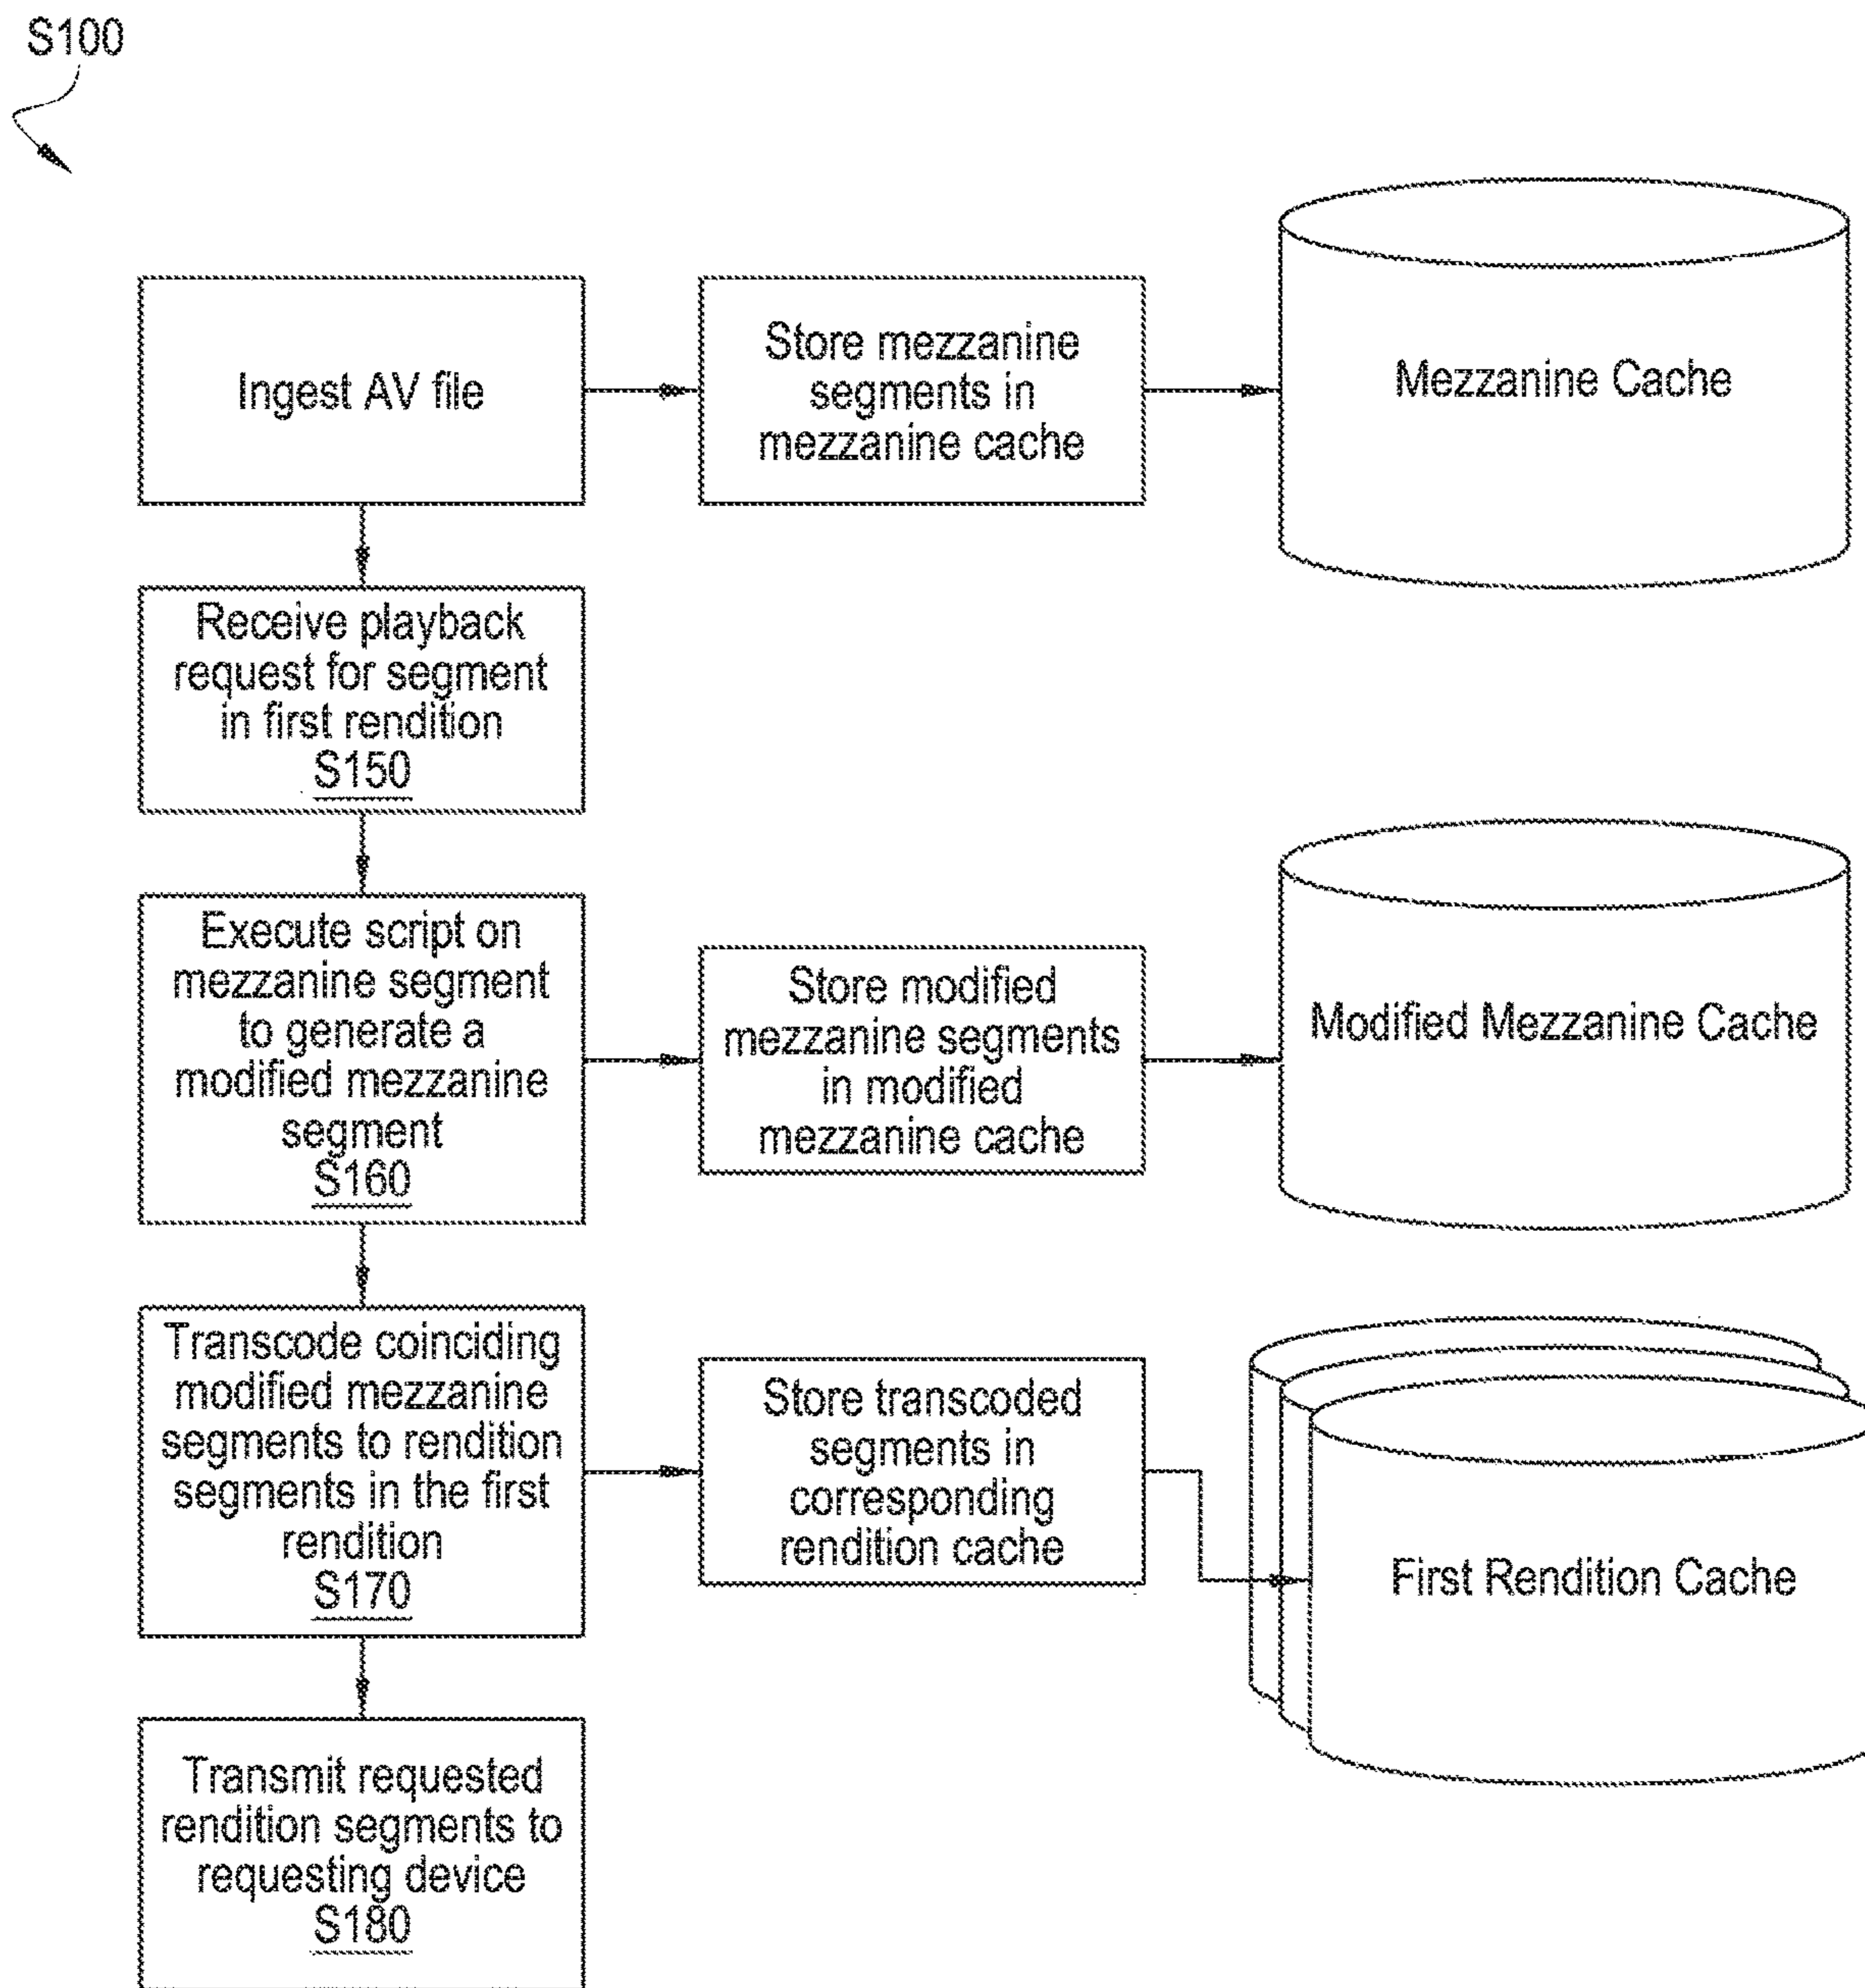 S100
Ingest AV file
Store mezzanine
segments in
mezzanine cache
Mezzanine Cache
Receive playback
request for segment
in first rendition
S150
Execute script on
mezzanine segment
to generate a
modified mezzanine
segment
S160
Store modified
mezzanine segments
in modified
mezzanine cache
Modified Mezzanine Cache
Transcode coinciding
modified mezzanine
segments to rendition
segments in the first
rendition
S170
Store transcoded
segments in
corresponding
rendition cache
First Rendition Cache
Transmit requested
rendition segments to
requesting device
S180